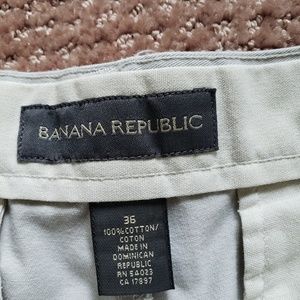 BANANA REPUBLIC
36
100% COTTON/
COTON
MADE IN
DOMINICAN
REPUBLIC
RN 54023
CA 17897